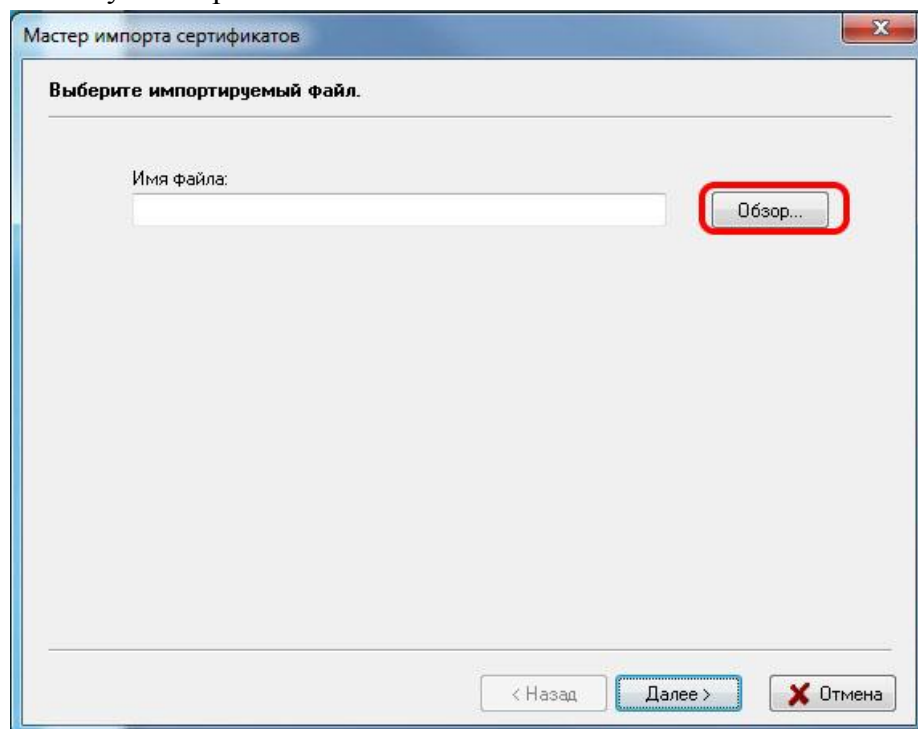 Мастер импорта сертификатов
Выберите импортируемый файл.
Имя файла:
Обзор...
< Назад
Далее >
Отмена